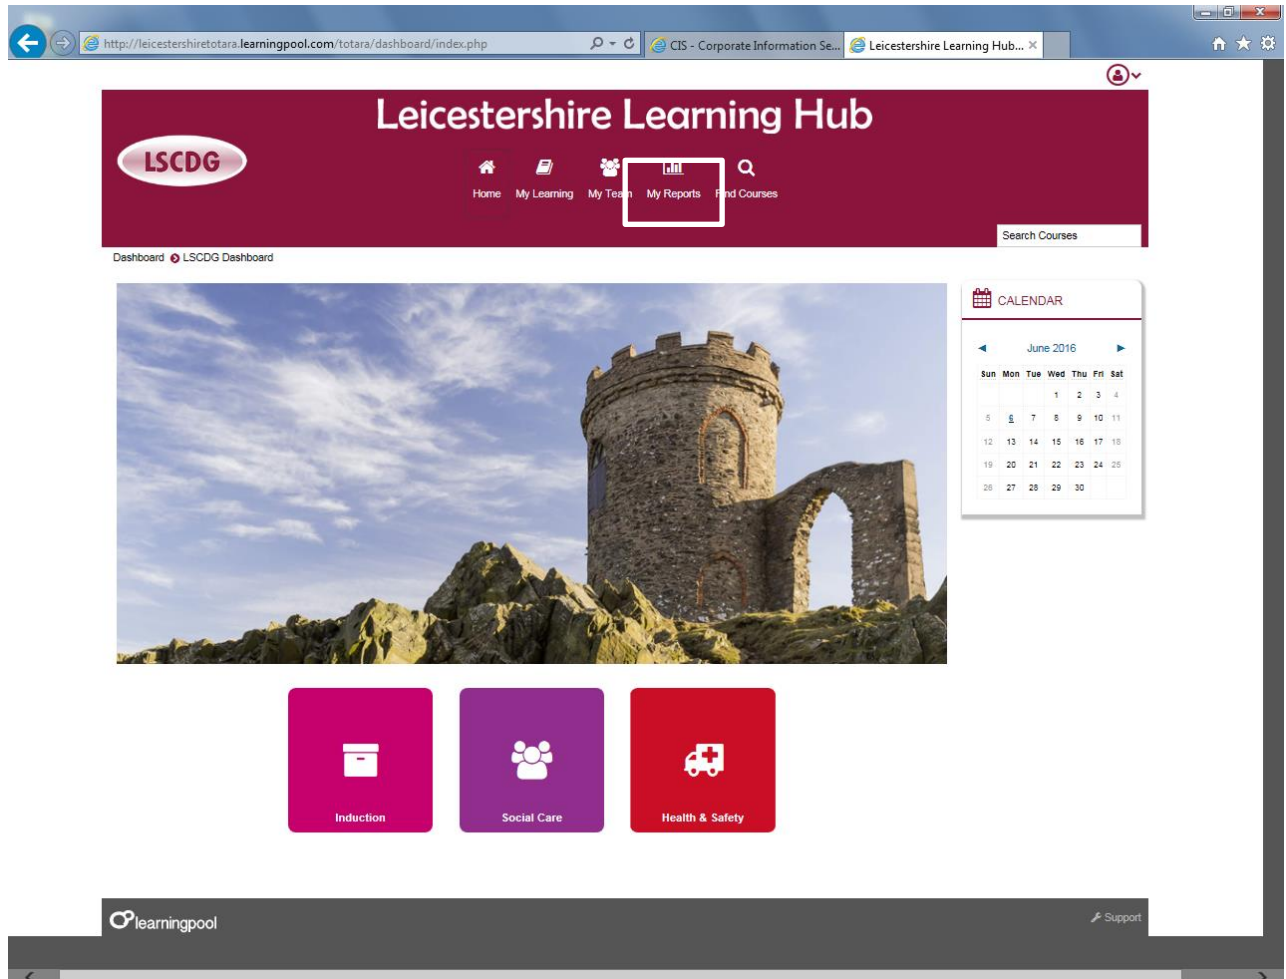 http://leicestershiretotara.learningpool.com/totara/dashboard/index.php
CIS - Corporate Information Se...
Leicestershire Learning Hub...
Leicestershire Learning Hub
LSCDG
Home My Learning My Team My Reports Find Courses
Search Courses
Dashboard LSCDG Dashboard
CALENDAR
June 2016
Sun Mon Tue Wed Thu Fri Sat
1 2 3 4
5 6 7 8 9 10 11
12 13 14 15 16 17 18
19 20 21 22 23 24 25
26 27 28 29 30
Induction
Social Care
Health & Safety
learningpool
Support